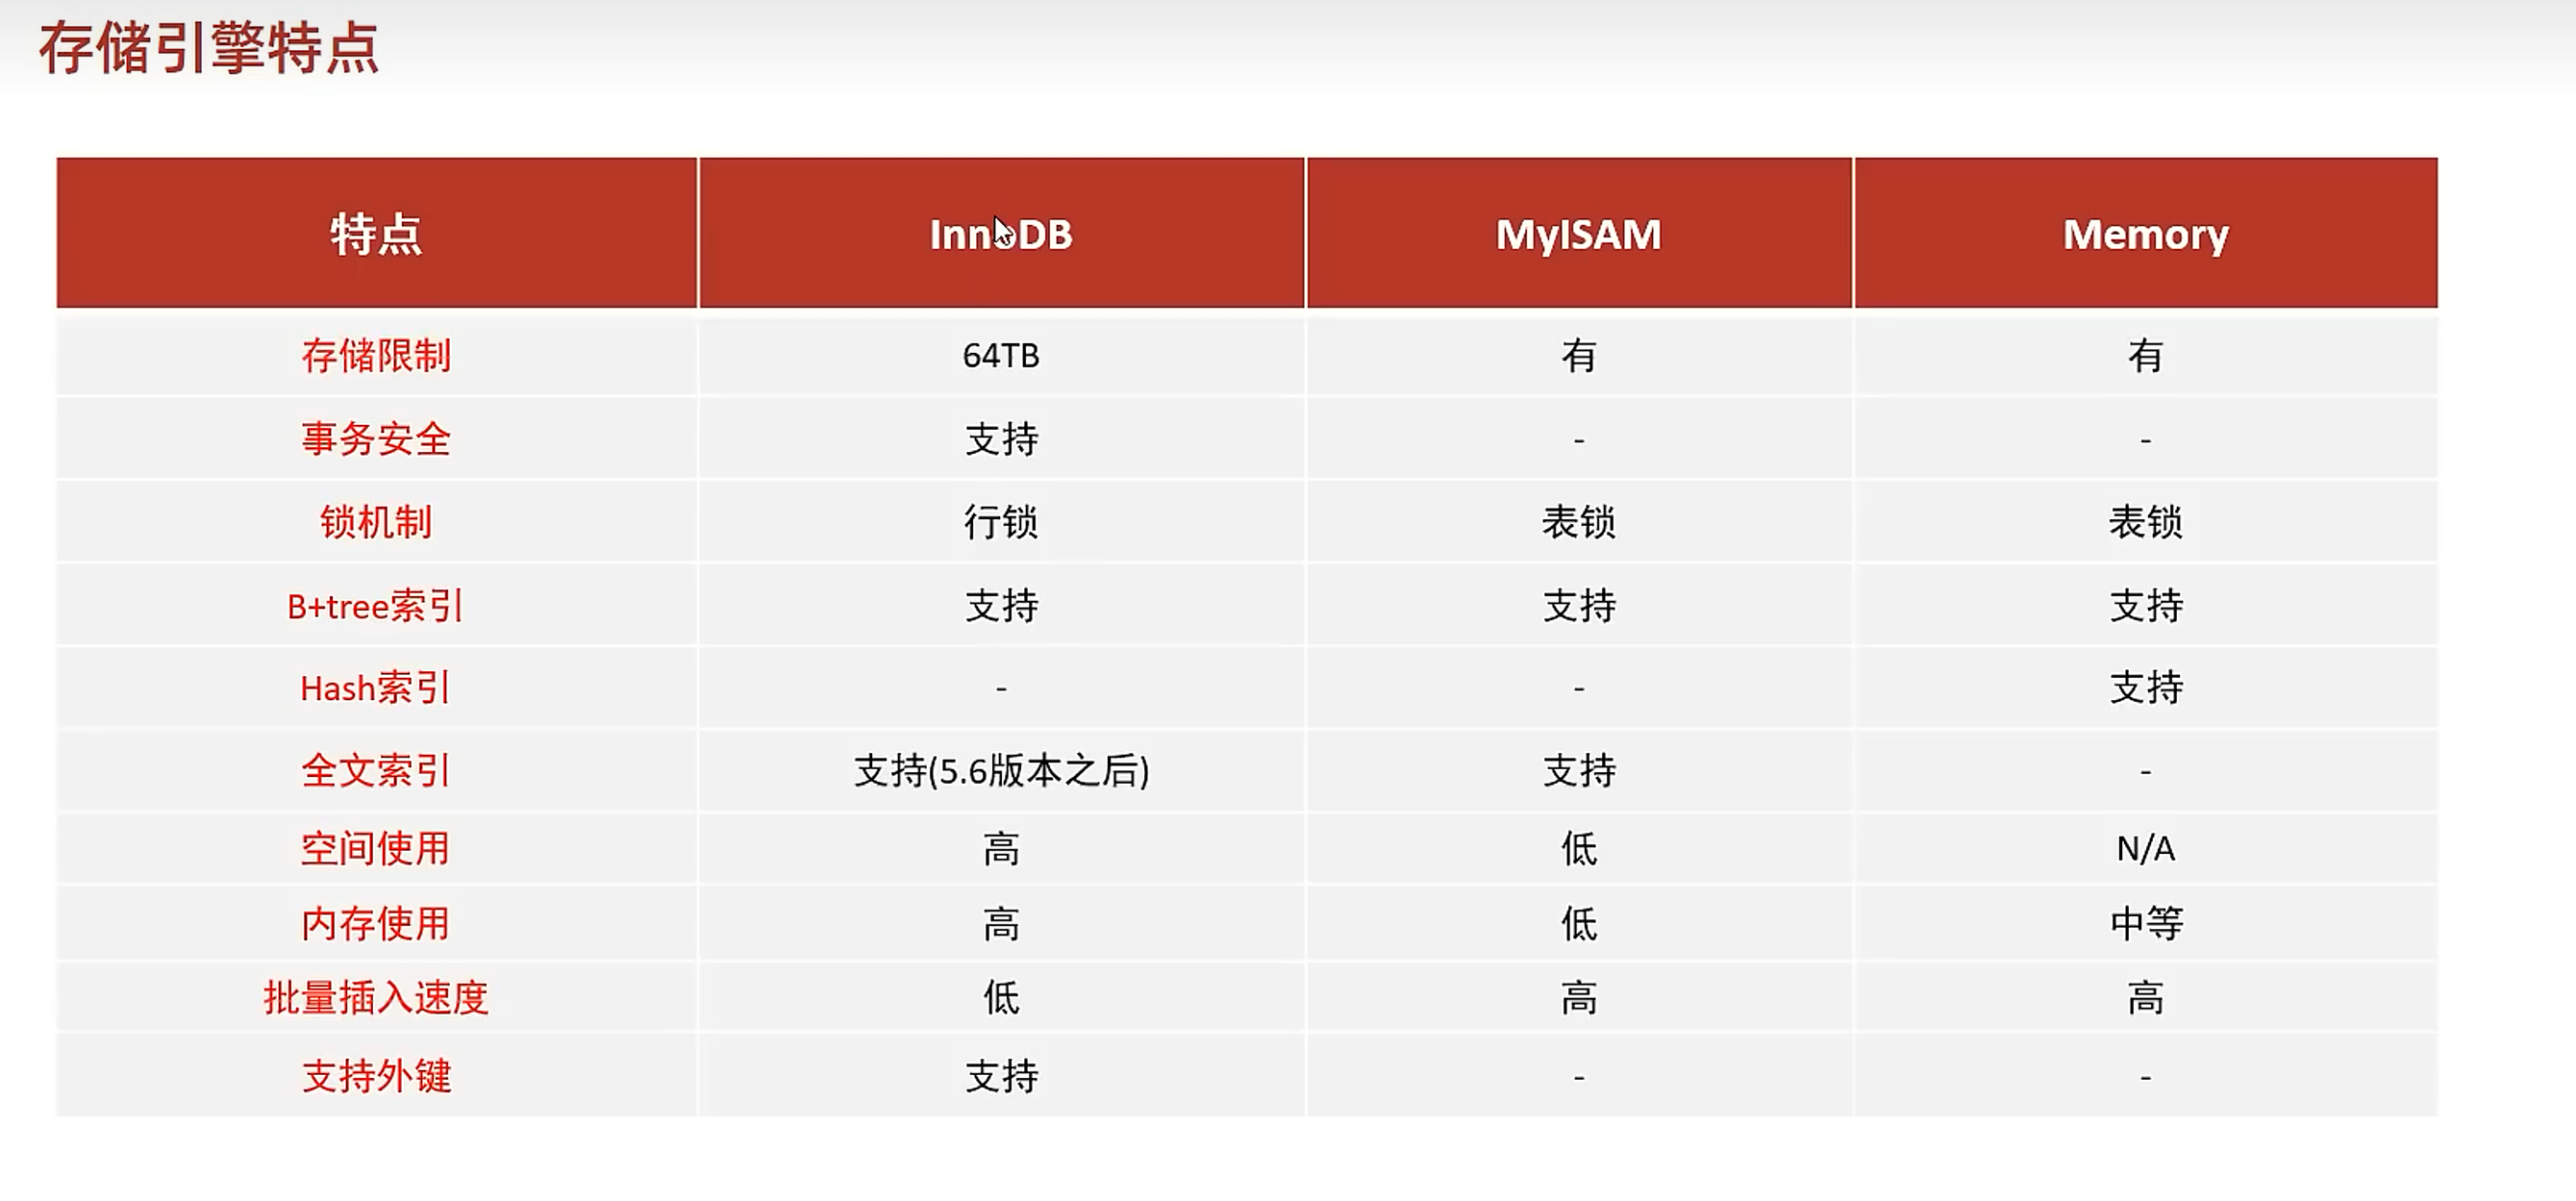 存储引擎特点
特点 InnoDB MyISAM Memory
存储限制 64TB 有 有
事务安全 支持 - -
锁机制 行锁 表锁 表锁
B+tree索引 支持 支持 支持
Hash索引 - - 支持
全文索引 支持(5.6版本之后) 支持 -
空间使用 高 低 N/A
内存使用 高 低 中等
批量插入速度 低 高 高
支持外键 支持 - -